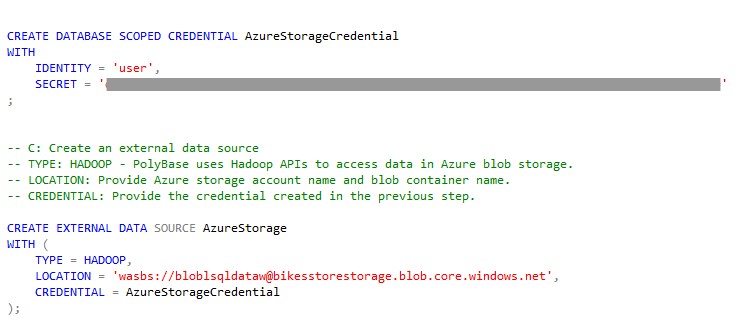 CREATE DATABASE SCOPED CREDENTIAL AzureStorageCredential
WITH
    IDENTITY = 'user',
    SECRET = ' '
;
-- C: Create an external data source
-- TYPE: HADOOP - PolyBase uses Hadoop APIs to access data in Azure blob storage.
-- LOCATION: Provide Azure storage account name and blob container name.
-- CREDENTIAL: Provide the credential created in the previous step.
CREATE EXTERNAL DATA SOURCE AzureStorage
WITH (
    TYPE = HADOOP,
    LOCATION = 'wasbs://bloblsqldataw@bikesstorestorage.blob.core.windows.net',
    CREDENTIAL = AzureStorageCredential
);